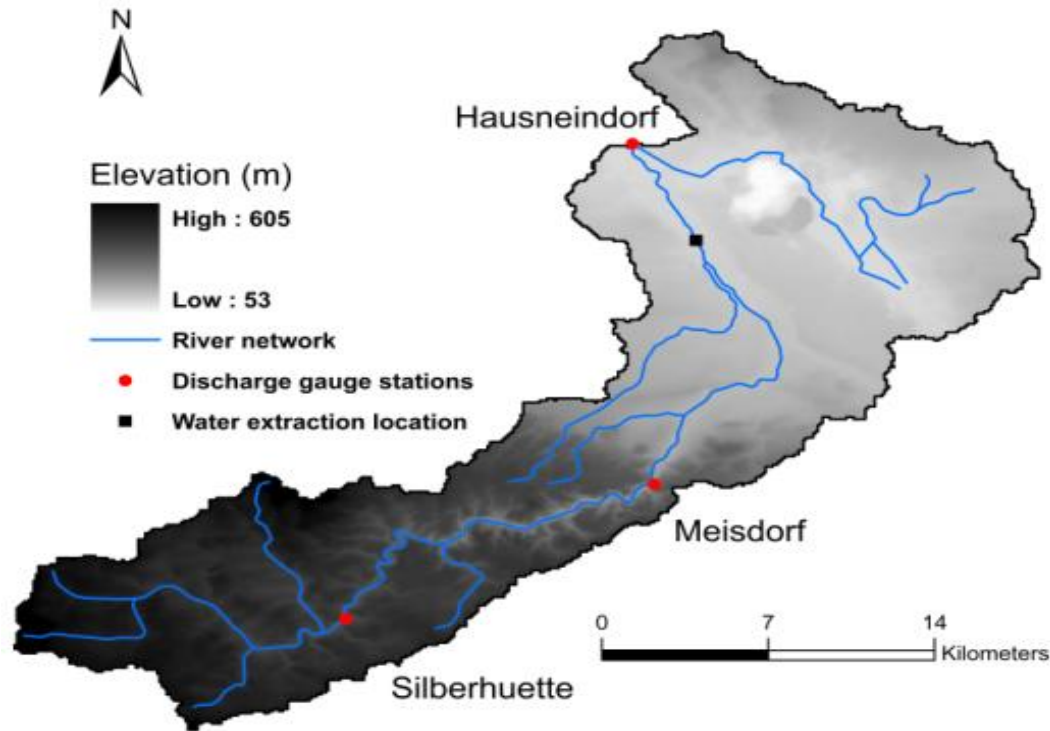 N
Hausneindorf
Elevation (m)
High : 605
Low : 53
River network
Discharge gauge stations
Water extraction location
Meisdorf
0 7 14
Kilometers
Silberhuette